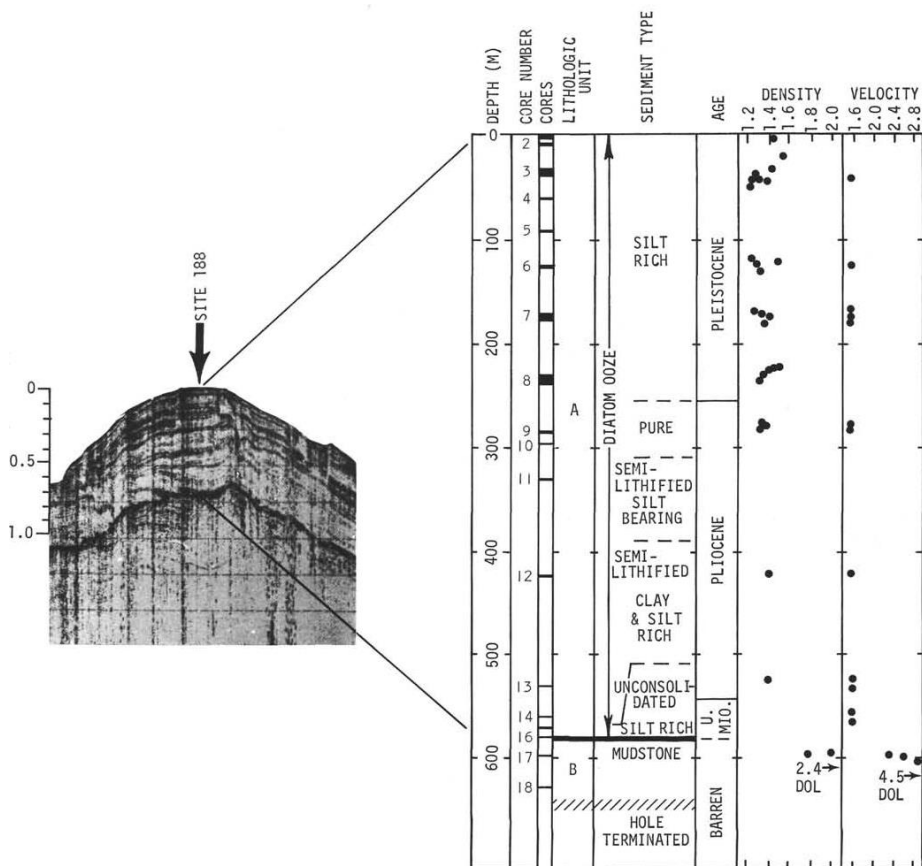 SITE 188
0
0.5
1.0
DEPTH (M)
CORE NUMBER
CORES
LITHOLOGIC
UNIT
SEDIMENT TYPE
AGE
DENSITY
1.2
1.4
1.6
1.8
2.0
VELOCITY
1.6
2.0
2.4
2.8
0
100
200
300
400
500
600
2
3
4
5
6
7
8
9
10
11
12
13
14
16
17
18
A
B
DIATOM OOZE
SILT
RICH
PURE
SEMI-
LITHIFIED
SILT
BEARING
SEMI-
LITHIFIED
CLAY
& SILT
RICH
UNCONSOLI-
DATED
SILT RICH
MUDSTONE
HOLE
TERMINATED
PLEISTOCENE
PLIOCENE
U.
MIO.
BARREN
2.4
DOL
4.5
DOL